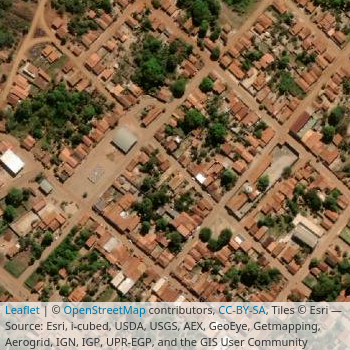 Leaflet | © OpenStreetMap contributors, CC-BY-SA, Tiles © Esri —
Source: Esri, i-cubed, USDA, USGS, AEX, GeoEye, Getmapping,
Aerogrid, IGN, IGP, UPR-EGP, and the GIS User Community